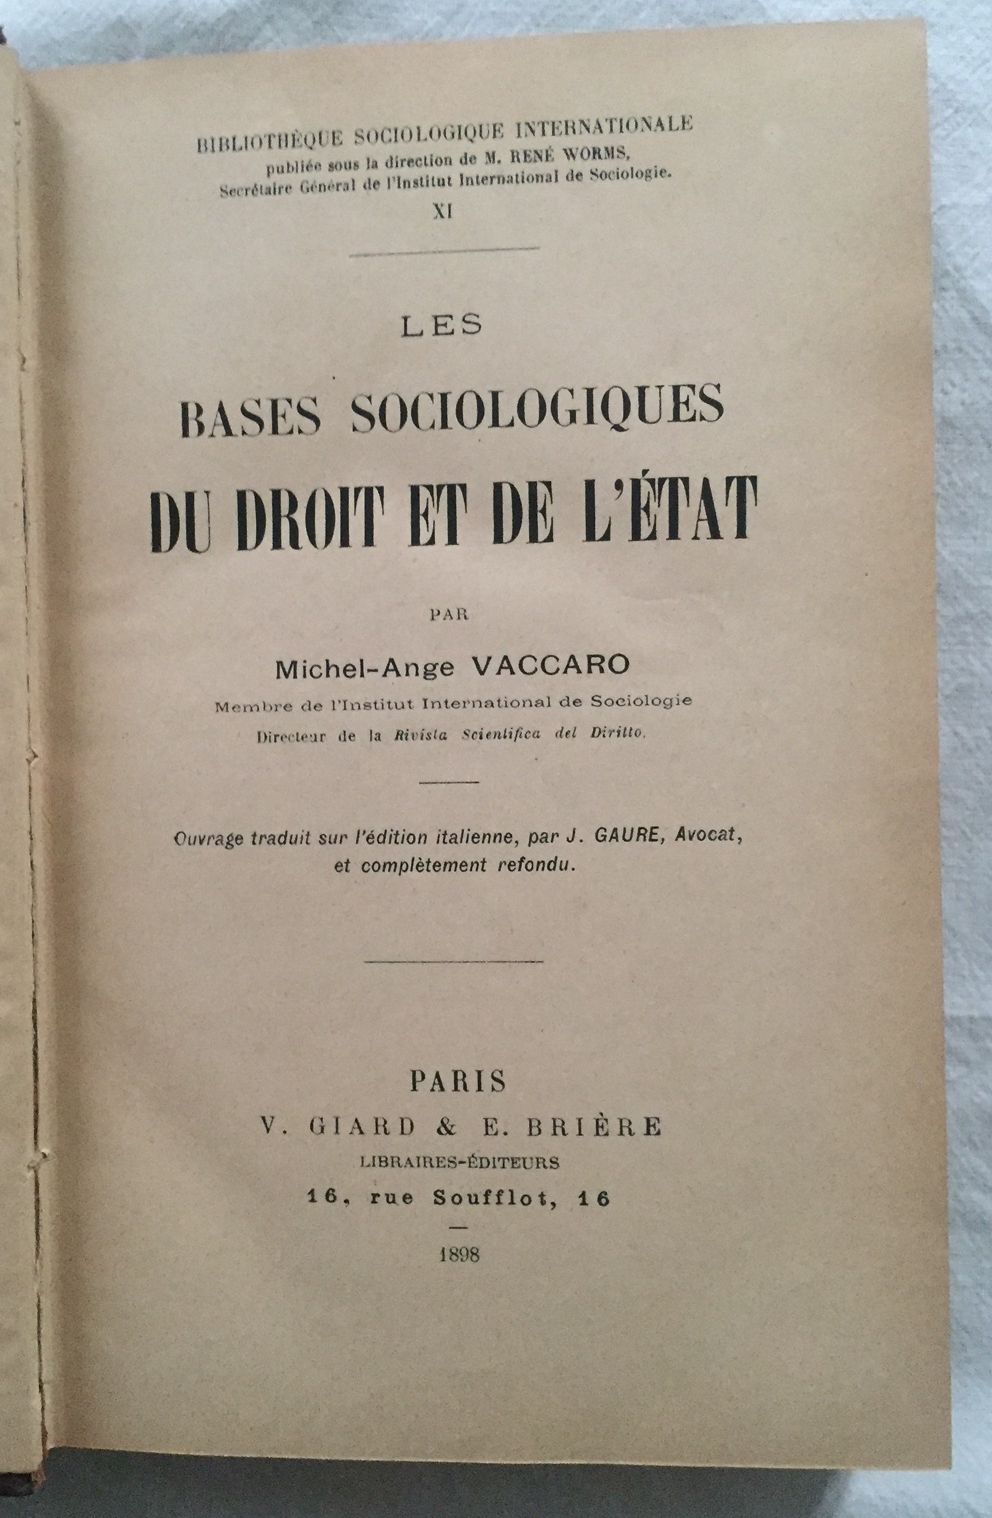 BIBLIOTHÈQUE SOCIOLOGIQUE INTERNATIONALE
publiée sous la direction de M. RENÉ WORMS,
Secrétaire Général de l'Institut International de Sociologie.
XI
LES
BASES SOCIOLOGIQUES
DU DROIT ET DE L'ÉTAT
PAR
Michel-Ange VACCARO
Membre de l'Institut International de Sociologie
Directeur de la Rivista Scientifica del Diritto.
Ouvrage traduit sur l'édition italienne, par J. GAURE, Avocat,
et complètement refondu.
PARIS
V. GIARD & E. BRIÈRE
LIBRAIRES-ÉDITEURS
16, rue Soufflot, 16
1898